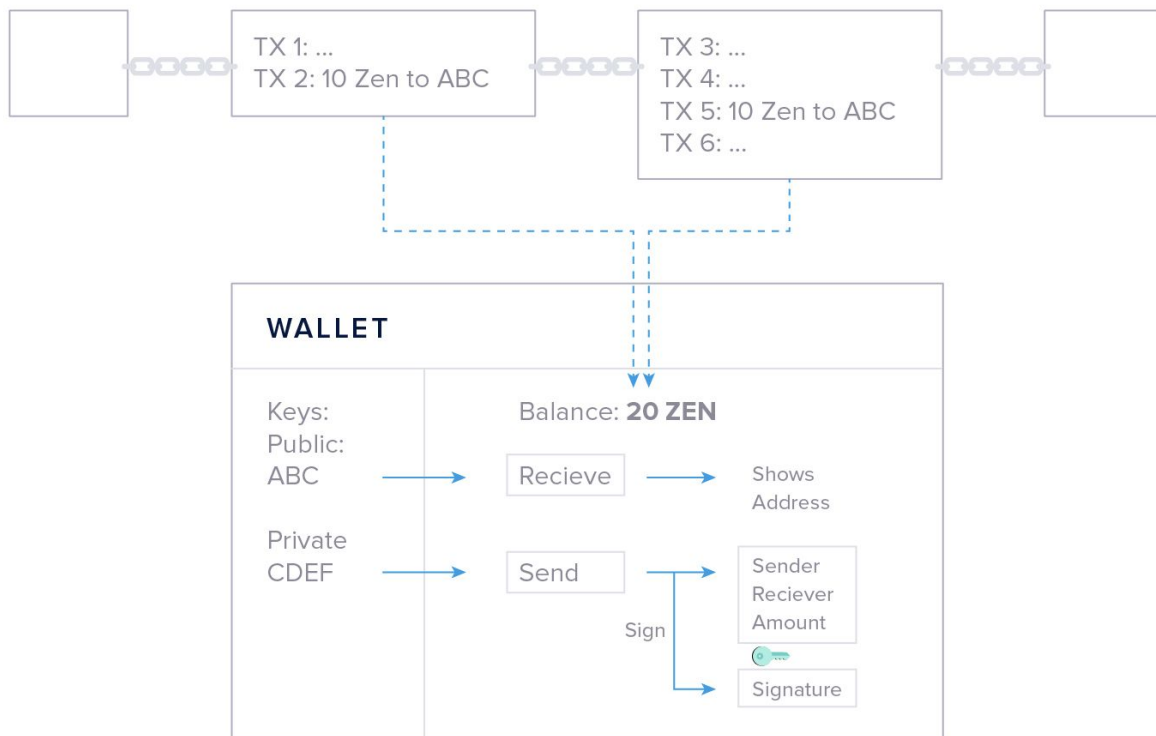 TX 1: ...
TX 2: 10 Zen to ABC
TX 3: ...
TX 4: ...
TX 5: 10 Zen to ABC
TX 6: ...
WALLET
Keys:
Public:
ABC
Private
CDEF
Balance: 20 ZEN
Recieve
Shows
Address
Send
Sign
Sender
Reciever
Amount
Signature